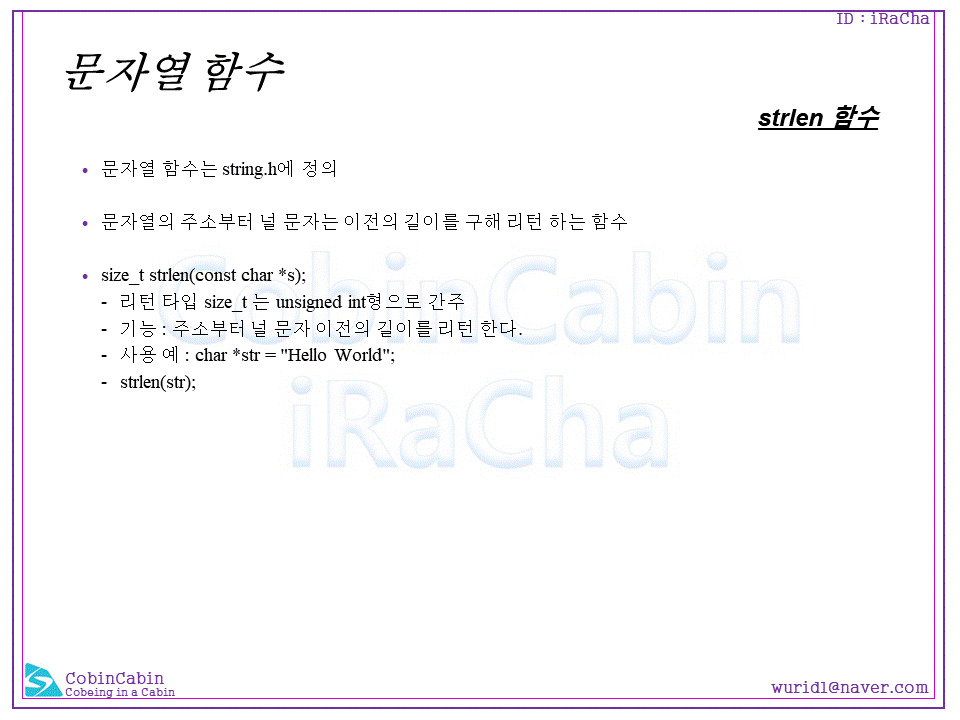 ID : iRaCha
문자열 함수
strlen 함수
• 문자열 함수는 string.h에 정의
• 문자열의 주소부터 널 문자는 이전의 길이를 구해 리턴 하는 함수
• size_t strlen(const char *s);
- 리턴 타입 size_t 는 unsigned int형으로 간주
- 기능 : 주소부터 널 문자 이전의 길이를 리턴 한다.
- 사용 예 : char *str = "Hello World";
- strlen(str);
CobinCabin
iRaCha
CobinCabin
Cobeing in a Cabin
wurid1@naver.com